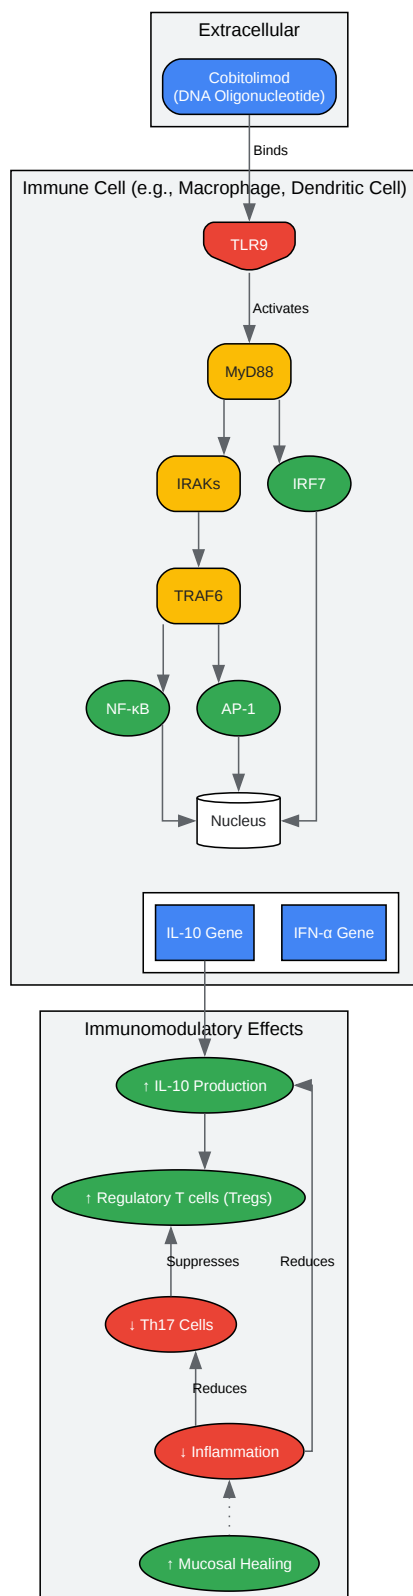 Extracellular
Cobitolimod
(DNA Oligonucleotide)
Binds
Immune Cell (e.g., Macrophage, Dendritic Cell)
TLR9
Activates
MyD88
IRAKs
IRF7
TRAF6
NF-κB
AP-1
Nucleus
IL-10 Gene
IFN-α Gene
Immunomodulatory Effects
↑ IL-10 Production
↑ Regulatory T cells (Tregs)
Suppresses
Reduces
↓ Th17 Cells
Reduces
↓ Inflammation
↑ Mucosal Healing